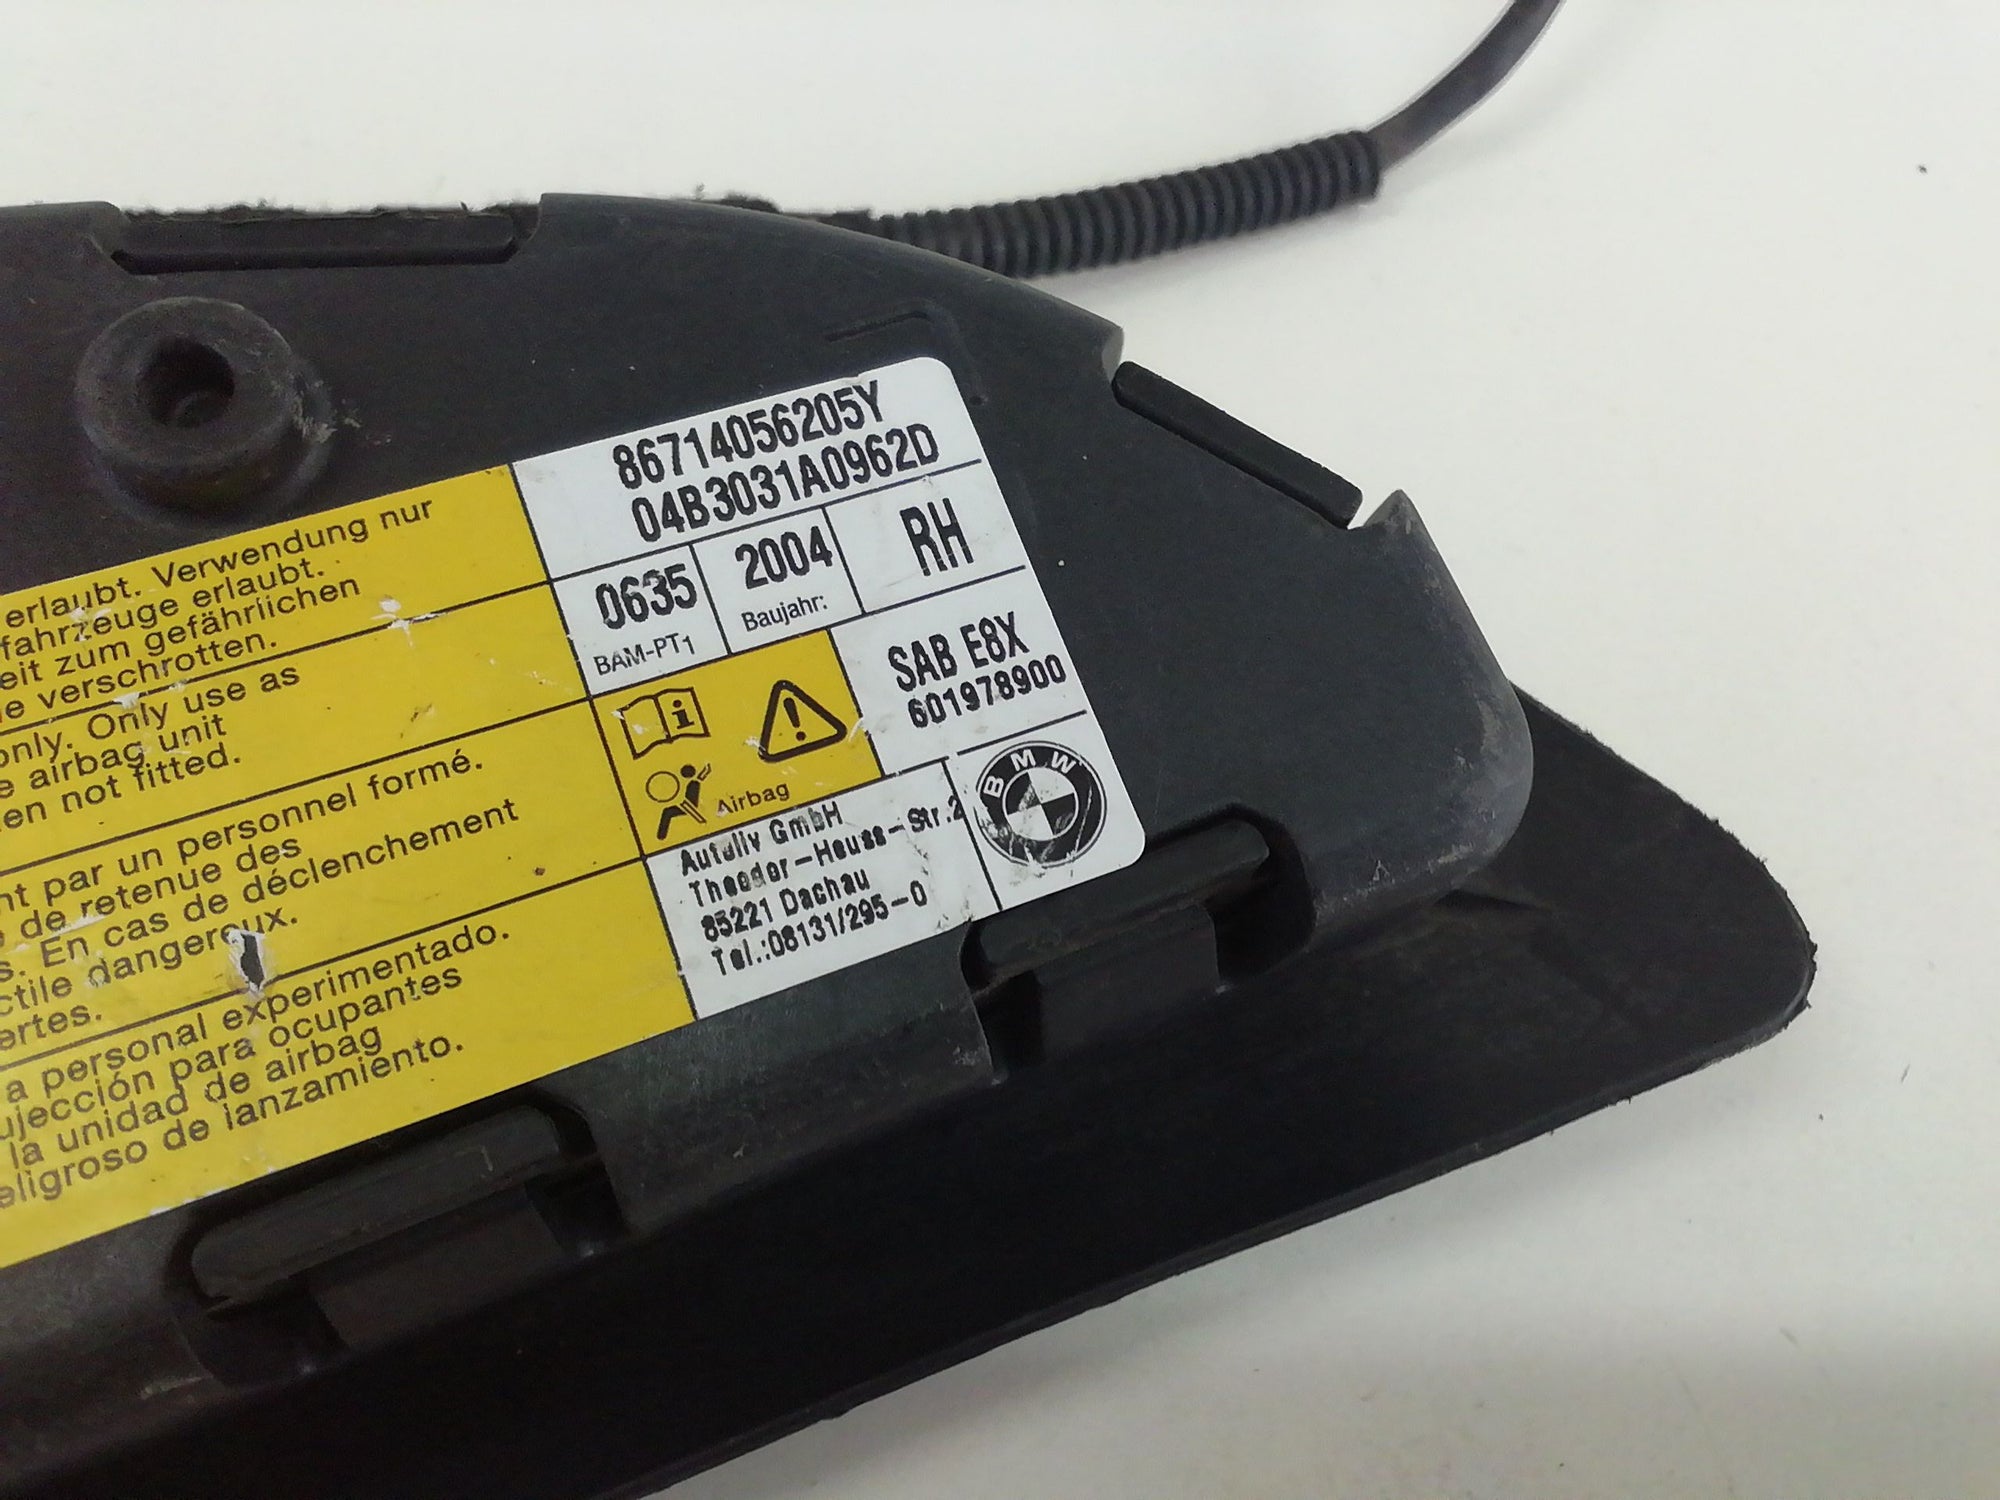 erlaubt. Verwendung nur
fahrzeuge erlaubt.
eit zum gefährlichen
e verschrotten.
only. Only use as
e airbag unit
en not fitted.
nt par un personnel formé.
de retenue des
s. En cas de déclenchement
ctile dangereux.
ertes.
a personal experimentado.
ujección para ocupantes
la unidad de airbag
eligroso de lanzamiento.
86714056205Y
04B3031A0962D
0635
BAM-PT1
2004
Baujahr:
RH
SAB E8X
601978900
i
!
Airbag
Autoliv GmbH
Theodor-Heuss-Str.2
85221 Dachau
Tel.:08131/295-0
BMW